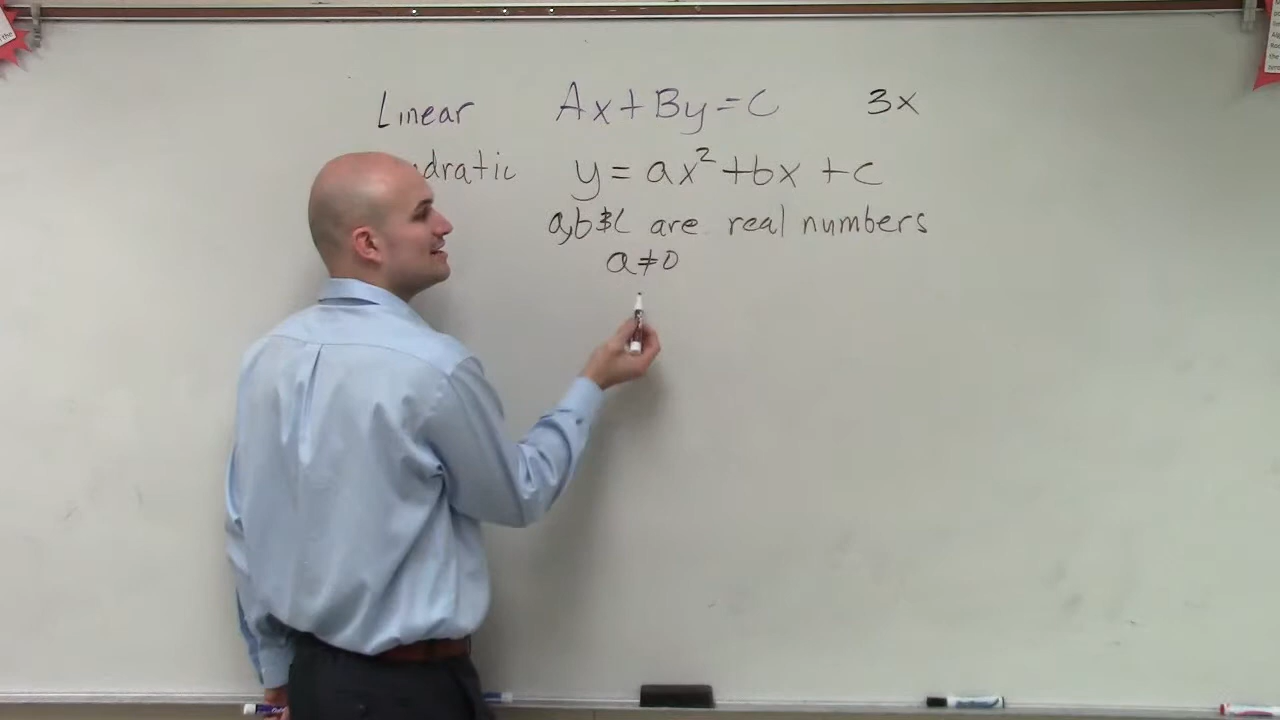 Linear Ax+By=C 3x
dratic y=ax²+bx+c
a,b&c are real numbers
a≠0